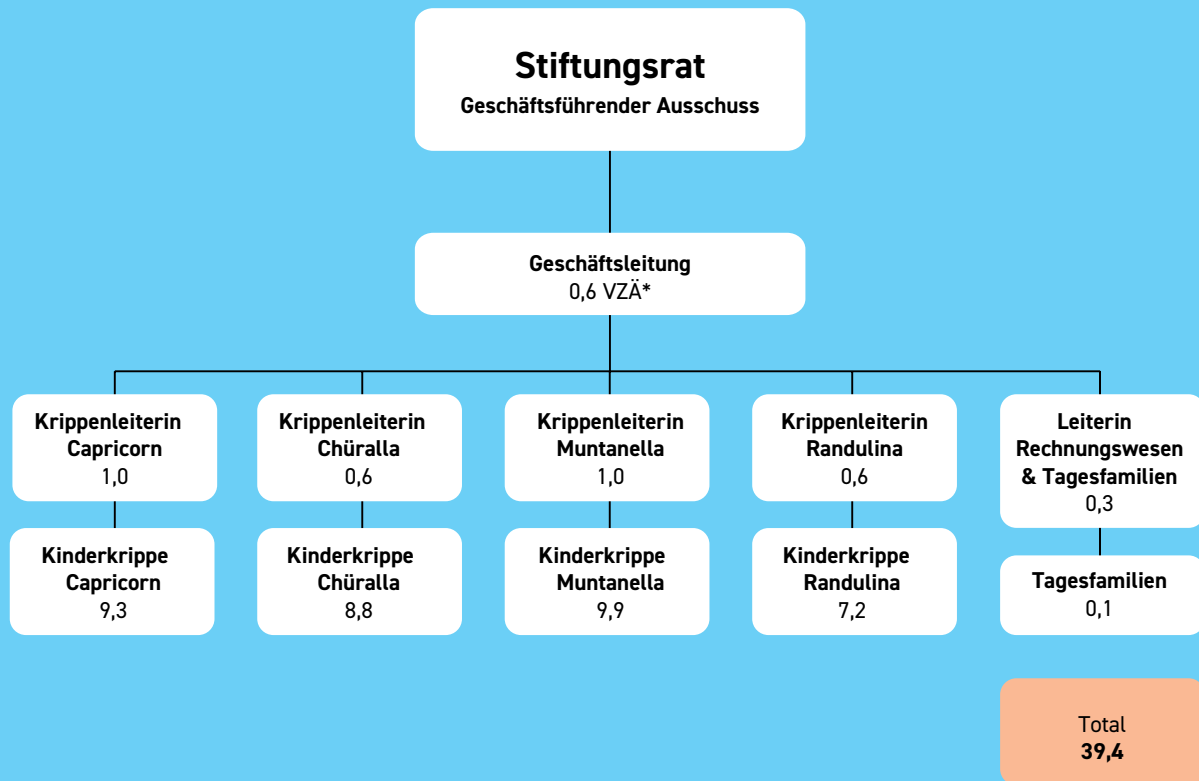 Stiftungsrat
Geschäftsführender Ausschuss
Geschäftsleitung
0,6 VZÄ*
Krippenleiterin
Capricorn
1,0
Krippenleiterin
Chüralla
0,6
Krippenleiterin
Muntanella
1,0
Krippenleiterin
Randulina
0,6
Leiterin
Rechnungswesen
& Tagesfamilien
0,3
Kinderkrippe
Capricorn
9,3
Kinderkrippe
Chüralla
8,8
Kinderkrippe
Muntanella
9,9
Kinderkrippe
Randulina
7,2
Tagesfamilien
0,1
Total
39,4